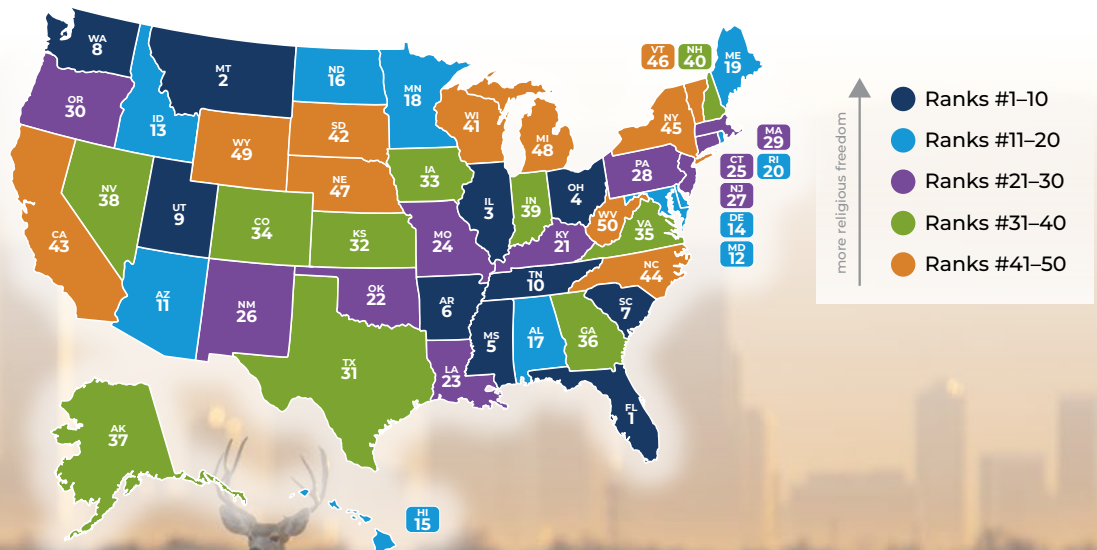 WA
8
MT
2
ND
16
MN
18
VT
46
NH
40
ME
19
OR
30
ID
13
WY
49
SD
42
WI
41
MI
48
NY
45
MA
29
CT
25
RI
20
NJ
27
DE
14
MD
12
NV
38
UT
9
CO
34
NE
47
IA
33
IL
3
IN
39
OH
4
PA
28
WV
50
VA
35
CA
43
AZ
11
NM
26
KS
32
MO
24
KY
21
NC
44
TN
10
OK
22
AR
6
SC
7
TX
31
LA
23
MS
5
AL
17
GA
36
FL
1
AK
37
HI
15
more religious freedom
Ranks #1–10
Ranks #11–20
Ranks #21–30
Ranks #31–40
Ranks #41–50